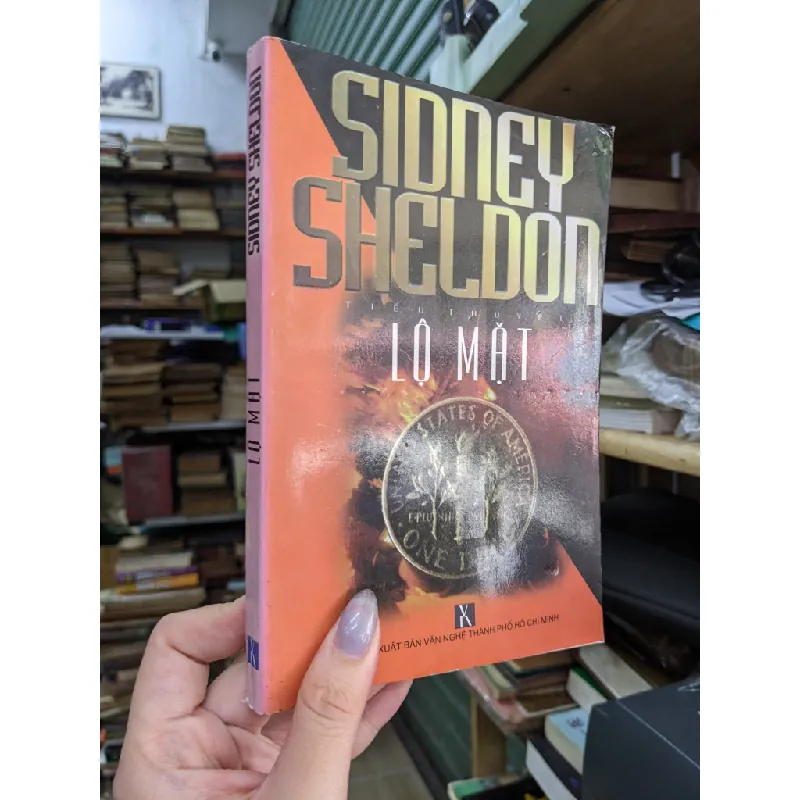 SIDNEY
SHELDON
TIỂU THUYẾT
LỘ MẶT
UNITED STATES OF AMERICA
ONE
XUẤT BẢN VĂN NGHỆ THÀNH PHỐ HỒ CHÍ MINH
SIDNEY SHELDON
LỘ MẶT